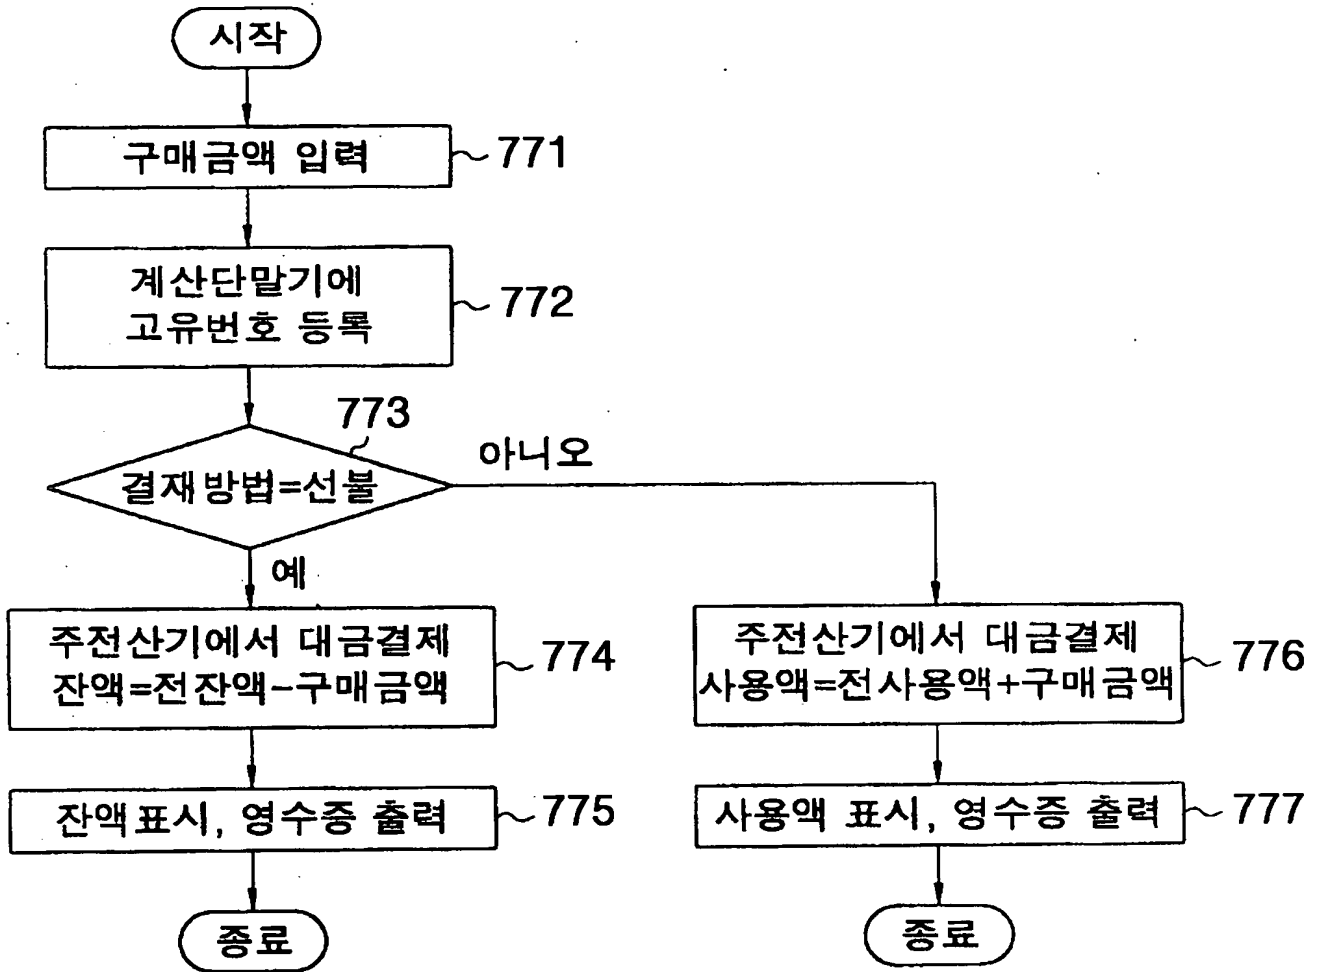 시작
구매금액 입력
771
계산단말기에
고유번호 등록
772
773
결재방법=선불
아니오
예
주전산기에서 대금결제
잔액=전잔액-구매금액
774
주전산기에서 대금결제
사용액=전사용액+구매금액
776
잔액표시, 영수증 출력
775
사용액 표시, 영수증 출력
777
종료
종료